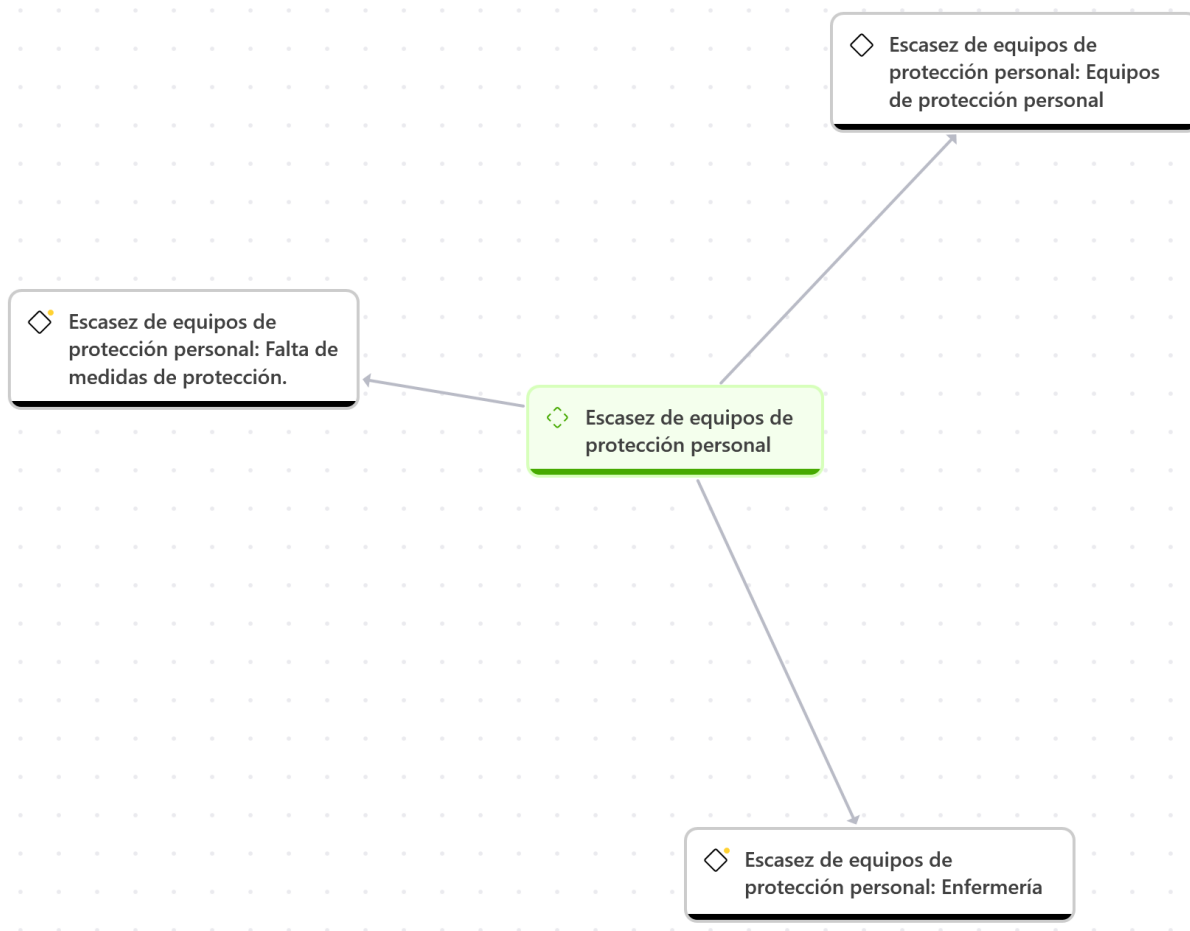 Escasez de equipos de
protección personal: Equipos
de protección personal
Escasez de equipos de
protección personal: Falta de
medidas de protección.
Escasez de equipos de
protección personal
Escasez de equipos de
protección personal: Enfermería